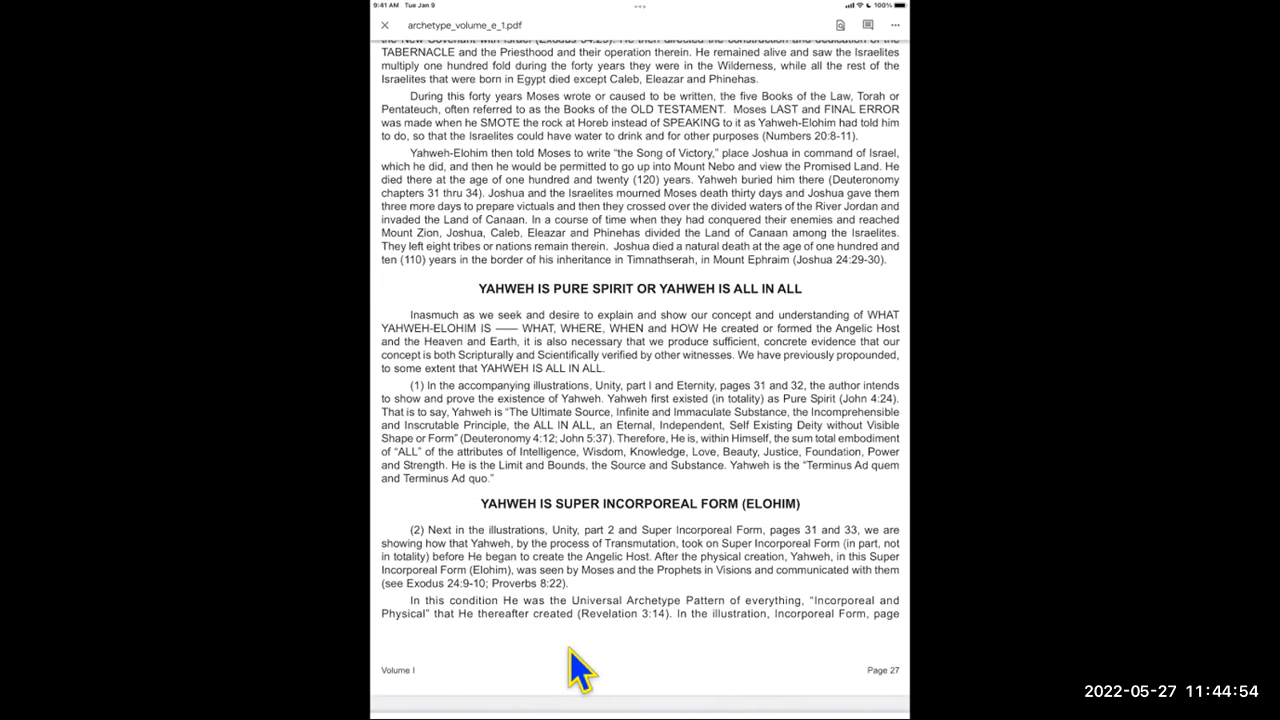 9:41 AM Tue Jan 9
100%
archetype_volume_e_1.pdf
the New Covenant with Israel (Exodus 34:29). He then directed the construction and dedication of the
TABERNACLE and the Priesthood and their operation therein. He remained alive and saw the Israelites
multiply one hundred fold during the forty years they were in the Wilderness, while all the rest of the
Israelites that were born in Egypt died except Caleb, Eleazar and Phinehas.
During this forty years Moses wrote or caused to be written, the five Books of the Law, Torah or
Pentateuch, often referred to as the Books of the OLD TESTAMENT. Moses LAST and FINAL ERROR
was made when he SMOTE the rock at Horeb instead of SPEAKING to it as Yahweh-Elohim had told him
to do, so that the Israelites could have water to drink and for other purposes (Numbers 20:8-11).
Yahweh-Elohim then told Moses to write “the Song of Victory,” place Joshua in command of Israel,
which he did, and then he would be permitted to go up into Mount Nebo and view the Promised Land. He
died there at the age of one hundred and twenty (120) years. Yahweh buried him there (Deuteronomy
chapters 31 thru 34). Joshua and the Israelites mourned Moses death thirty days and Joshua gave them
three more days to prepare victuals and then they crossed over the divided waters of the River Jordan and
invaded the Land of Canaan. In a course of time when they had conquered their enemies and reached
Mount Zion, Joshua, Caleb, Eleazar and Phinehas divided the Land of Canaan among the Israelites.
They left eight tribes or nations remain therein. Joshua died a natural death at the age of one hundred and
ten (110) years in the border of his inheritance in Timnathserah, in Mount Ephraim (Joshua 24:29-30).
YAHWEH IS PURE SPIRIT OR YAHWEH IS ALL IN ALL
Inasmuch as we seek and desire to explain and show our concept and understanding of WHAT
YAHWEH-ELOHIM IS —— WHAT, WHERE, WHEN and HOW He created or formed the Angelic Host
and the Heaven and Earth, it is also necessary that we produce sufficient, concrete evidence that our
concept is both Scripturally and Scientifically verified by other witnesses. We have previously propounded,
to some extent that YAHWEH IS ALL IN ALL.
(1) In the accompanying illustrations, Unity, part I and Eternity, pages 31 and 32, the author intends
to show and prove the existence of Yahweh. Yahweh first existed (in totality) as Pure Spirit (John 4:24).
That is to say, Yahweh is “The Ultimate Source, Infinite and Immaculate Substance, the Incomprehensible
and Inscrutable Principle, the ALL IN ALL, an Eternal, Independent, Self Existing Deity without Visible
Shape or Form” (Deuteronomy 4:12; John 5:37). Therefore, He is, within Himself, the sum total embodiment
of “ALL” of the attributes of Intelligence, Wisdom, Knowledge, Love, Beauty, Justice, Foundation, Power
and Strength. He is the Limit and Bounds, the Source and Substance. Yahweh is the “Terminus Ad quem
and Terminus Ad quo.”
YAHWEH IS SUPER INCORPOREAL FORM (ELOHIM)
(2) Next in the illustrations, Unity, part 2 and Super Incorporeal Form, pages 31 and 33, we are
showing how that Yahweh, by the process of Transmutation, took on Super Incorporeal Form (in part, not
in totality) before He began to create the Angelic Host. After the physical creation, Yahweh, in this Super
Incorporeal Form (Elohim), was seen by Moses and the Prophets in Visions and communicated with them
(see Exodus 24:9-10; Proverbs 8:22).
In this condition He was the Universal Archetype Pattern of everything, “Incorporeal and
Physical” that He thereafter created (Revelation 3:14). In the illustration, Incorporeal Form, page
Volume I
Page 27
2022-05-27 11:44:54